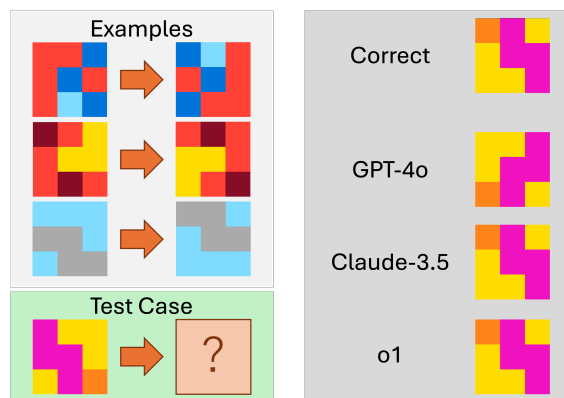 Examples
Test Case
?
Correct
GPT-4o
Claude-3.5
o1